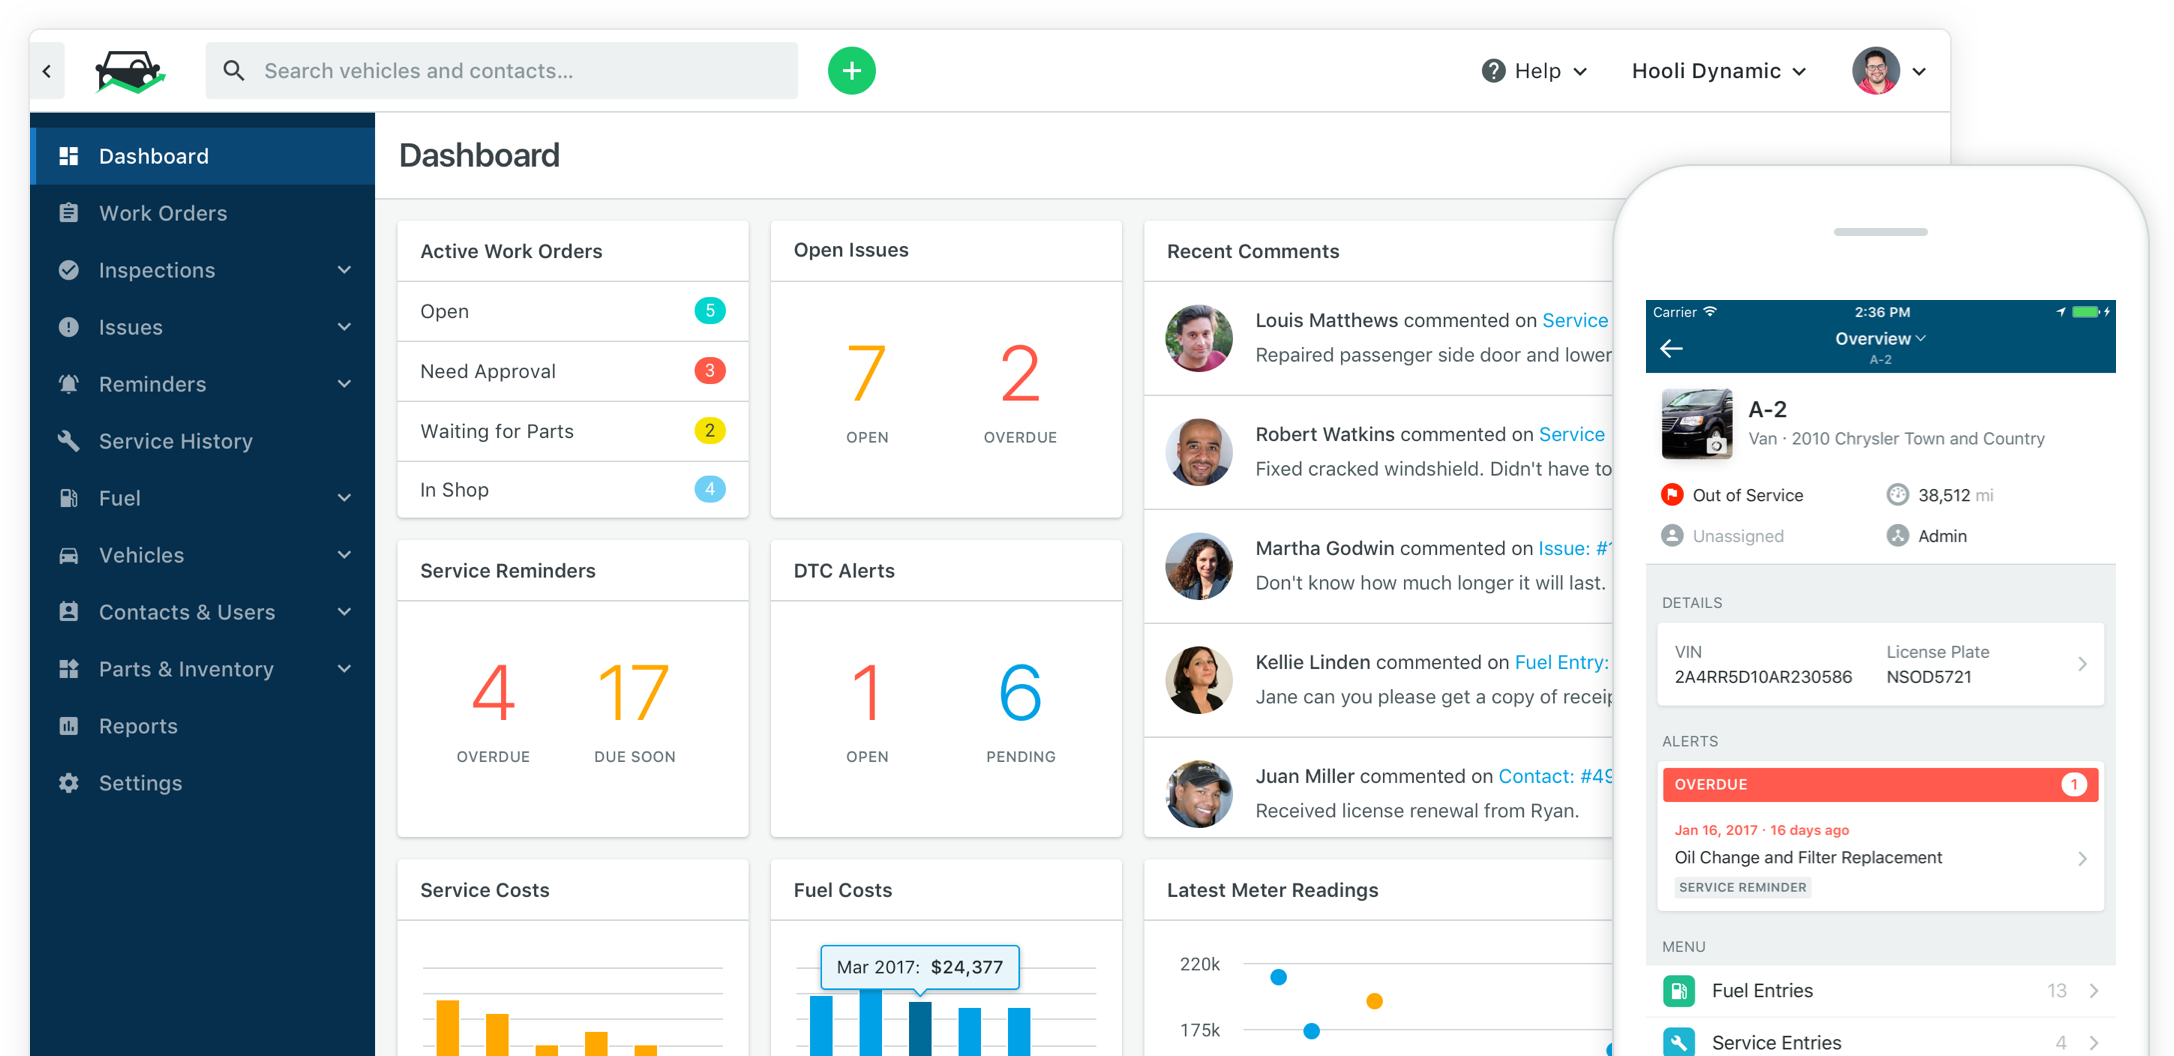 Search vehicles and contacts...
+
? Help
Hooli Dynamic
Dashboard
Work Orders
Inspections
Issues
Reminders
Service History
Fuel
Vehicles
Contacts & Users
Parts & Inventory
Reports
Settings
Dashboard
Active Work Orders
Open 5
Need Approval 3
Waiting for Parts 2
In Shop 4
Open Issues
7 2
OPEN OVERDUE
Recent Comments
Louis Matthews commented on Service
Repaired passenger side door and lower
Robert Watkins commented on Service
Fixed cracked windshield. Didn't have to
Martha Godwin commented on Issue:
Don't know how much longer it will last.
Kellie Linden commented on Fuel Entry:
Jane can you please get a copy of
Juan Miller commented on Contact: #49
Received license renewal from Ryan.
Service Reminders
4 17
OVERDUE DUE SOON
DTC Alerts
1 6
OPEN PENDING
Service Costs
Fuel Costs
Mar 2017: $24,377
Latest Meter Readings
220k
175k
Carrier 2:36 PM
Overview
A-2
A-2
Van · 2010 Chrysler Town and Country
Out of Service 38,512 mi
Unassigned Admin
DETAILS
VIN License Plate
2A4RR5D10AR230586 NSOD5721
ALERTS
OVERDUE 1
Jan 16, 2017 · 16 days ago
Oil Change and Filter Replacement
SERVICE REMINDER
MENU
Fuel Entries 13
Service Entries 4